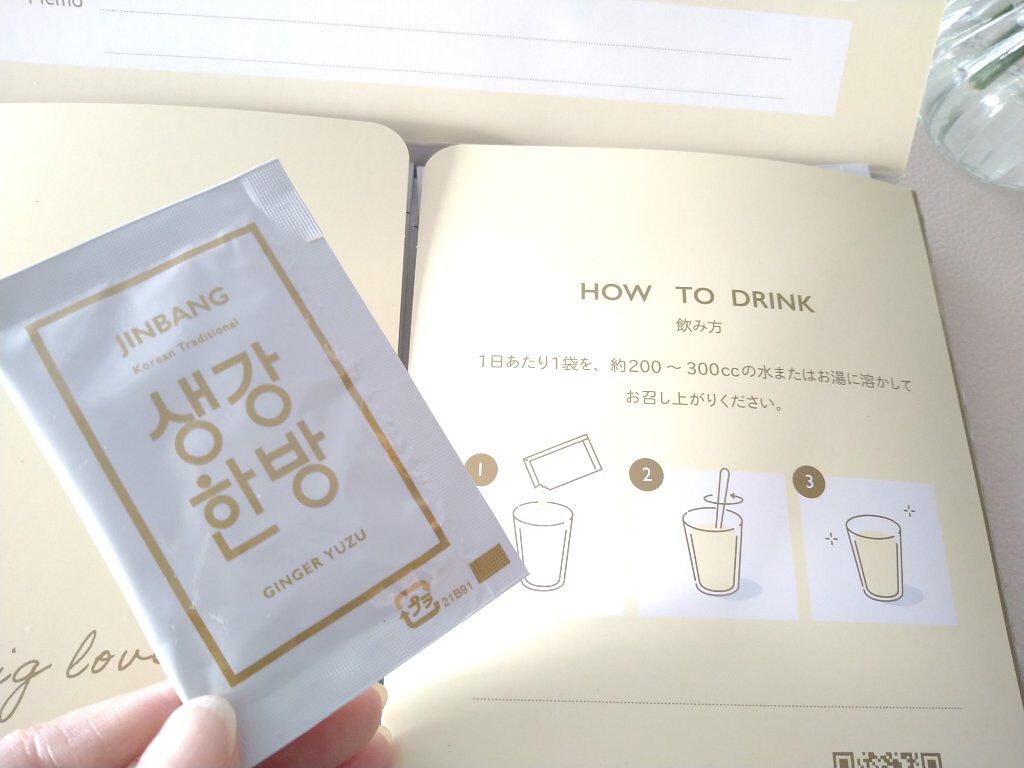 Memo
JINBANG
Korean Traditional
생강
한방
GINGER YUZU
プラ
21B91
HOW TO DRINK
飲み方
1日あたり1袋を、約200～300ccの水またはお湯に溶かして
お召し上がりください。
1
2
3
ig love